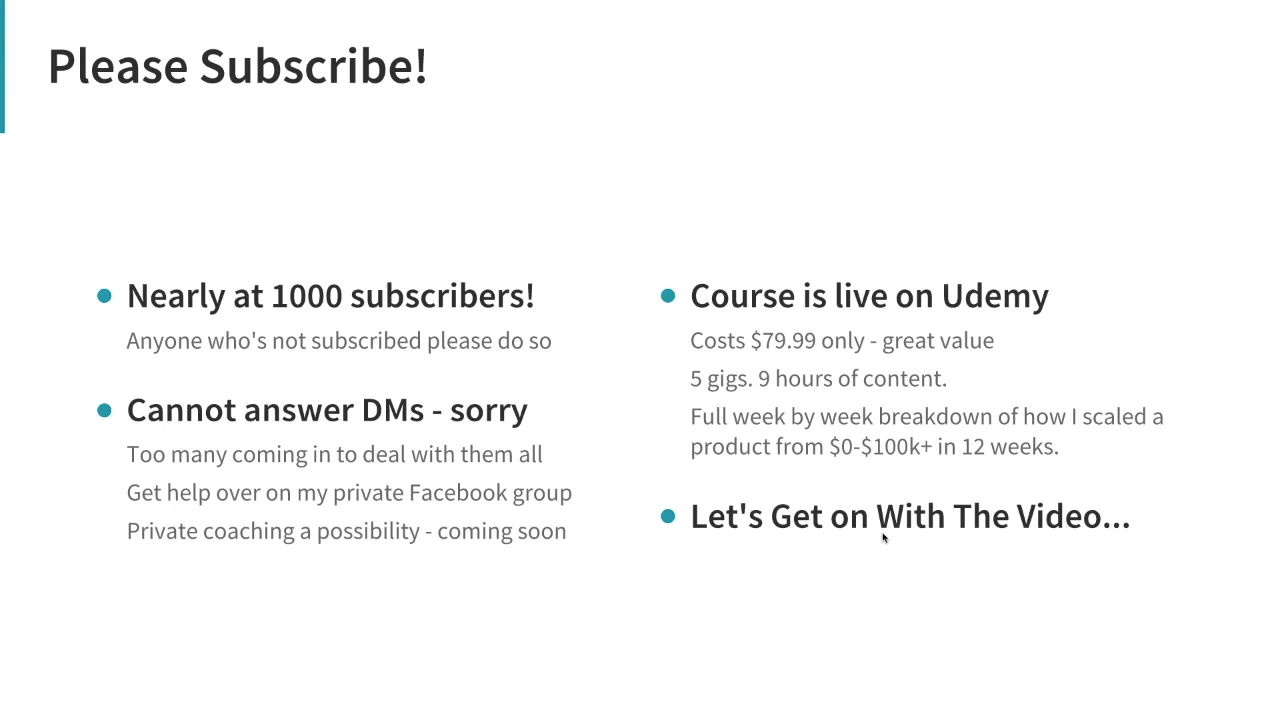 Please Subscribe!
Nearly at 1000 subscribers!
Anyone who's not subscribed please do so
Cannot answer DMs - sorry
Too many coming in to deal with them all
Get help over on my private Facebook group
Private coaching a possibility - coming soon
Course is live on Udemy
Costs $79.99 only - great value
5 gigs. 9 hours of content.
Full week by week breakdown of how I scaled a
product from $0-$100k+ in 12 weeks.
Let's Get on With The Video...